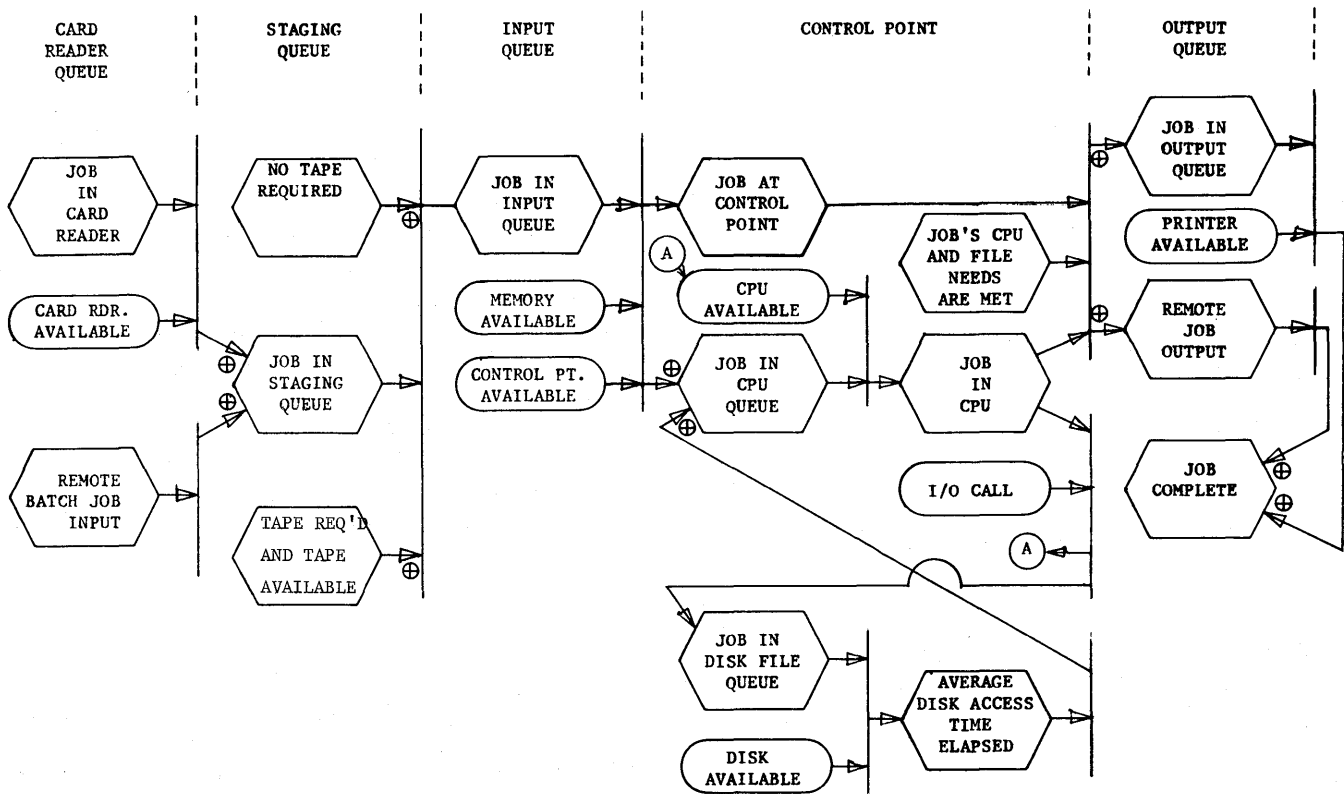 CARD
READER
QUEUE
STAGING
QUEUE
INPUT
QUEUE
CONTROL POINT
OUTPUT
QUEUE
JOB
IN
CARD
READER
CARD RDR.
AVAILABLE
REMOTE
BATCH JOB
INPUT
NO TAPE
REQUIRED
JOB IN
STAGING
QUEUE
TAPE REQ'D
AND TAPE
AVAILABLE
JOB IN
INPUT
QUEUE
MEMORY
AVAILABLE
CONTROL PT.
AVAILABLE
JOB AT
CONTROL
POINT
A
CPU
AVAILABLE
JOB IN
CPU
QUEUE
JOB'S CPU
AND FILE
NEEDS
ARE MET
JOB
IN
CPU
I/O CALL
A
JOB IN
DISK FILE
QUEUE
DISK
AVAILABLE
AVERAGE
DISK ACCESS
TIME
ELAPSED
JOB IN
OUTPUT
QUEUE
PRINTER
AVAILABLE
REMOTE
JOB
OUTPUT
JOB
COMPLETE